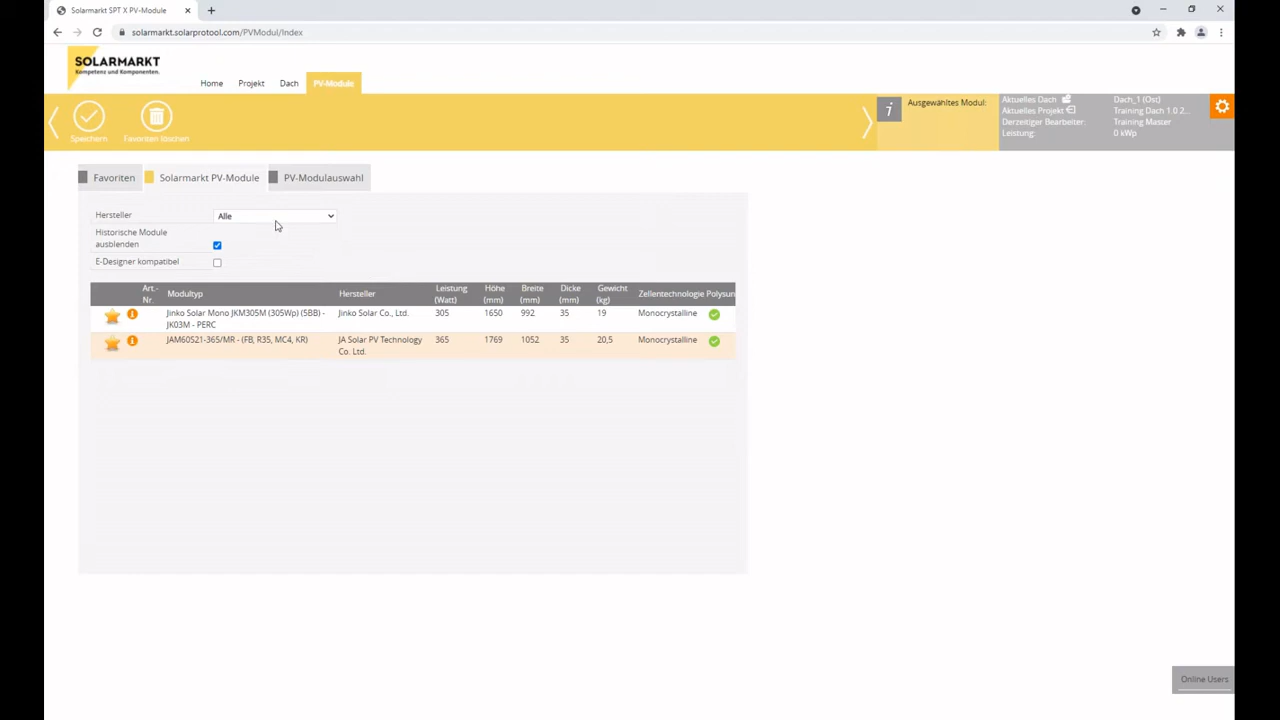 Solarmarkt SPT X PV-Module
solarmarkt.solarprotool.com/PVModul/Index
SOLARMARKT
Kompetenz und Komponenten.
Home
Projekt
Dach
PV-Module
Speichern
Favoriten löschen
Ausgewähltes Modul:
Aktuelles Dach
Dach_1 (Ost)
Aktuelles Projekt
Training Dach 1 0 2...
Derzeitiger Bearbeiter:
Training Master
Leistung:
0 kWp
Favoriten
Solarmarkt PV-Module
PV-Modulauswahl
Hersteller
Alle
Historische Module
ausblenden
E-Designer kompatibel
Art.- Modultyp Hersteller Leistung Höhe Breite Dicke Gewicht Zellentechnologie Polysun
Nr. (Watt) (mm) (mm) (mm) (kg)
Jinko Solar Mono JKM305M (305Wp) (5BB) - Jinko Solar Co., Ltd. 305 1650 992 35 19 Monocrystalline
JK03M - PERC
JAM60S21-365/MR - (FB, R35, MC4, KR) JA Solar PV Technology 365 1769 1052 35 20,5 Monocrystalline
Co. Ltd.
Online Users